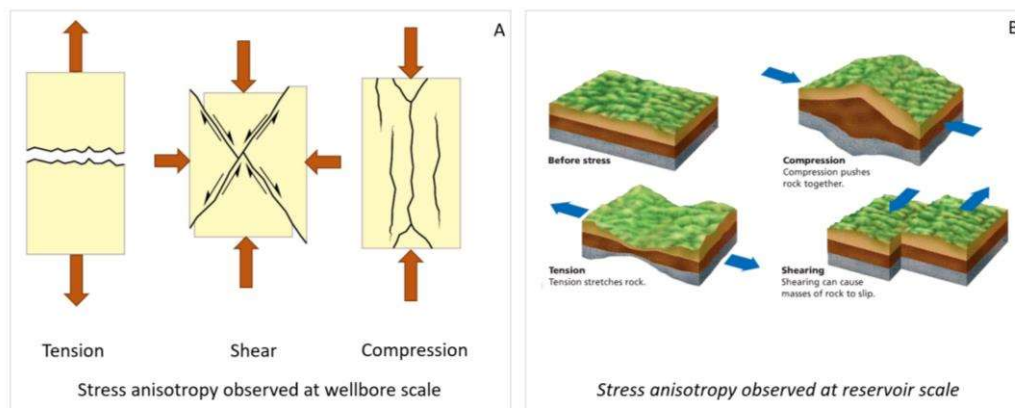 A
Tension
Shear
Compression
Stress anisotropy observed at wellbore scale
B
Before stress
Compression
Compression pushes
rock together.
Tension
Tension stretches rock.
Shearing
Shearing can cause
masses of rock to slip.
Stress anisotropy observed at reservoir scale